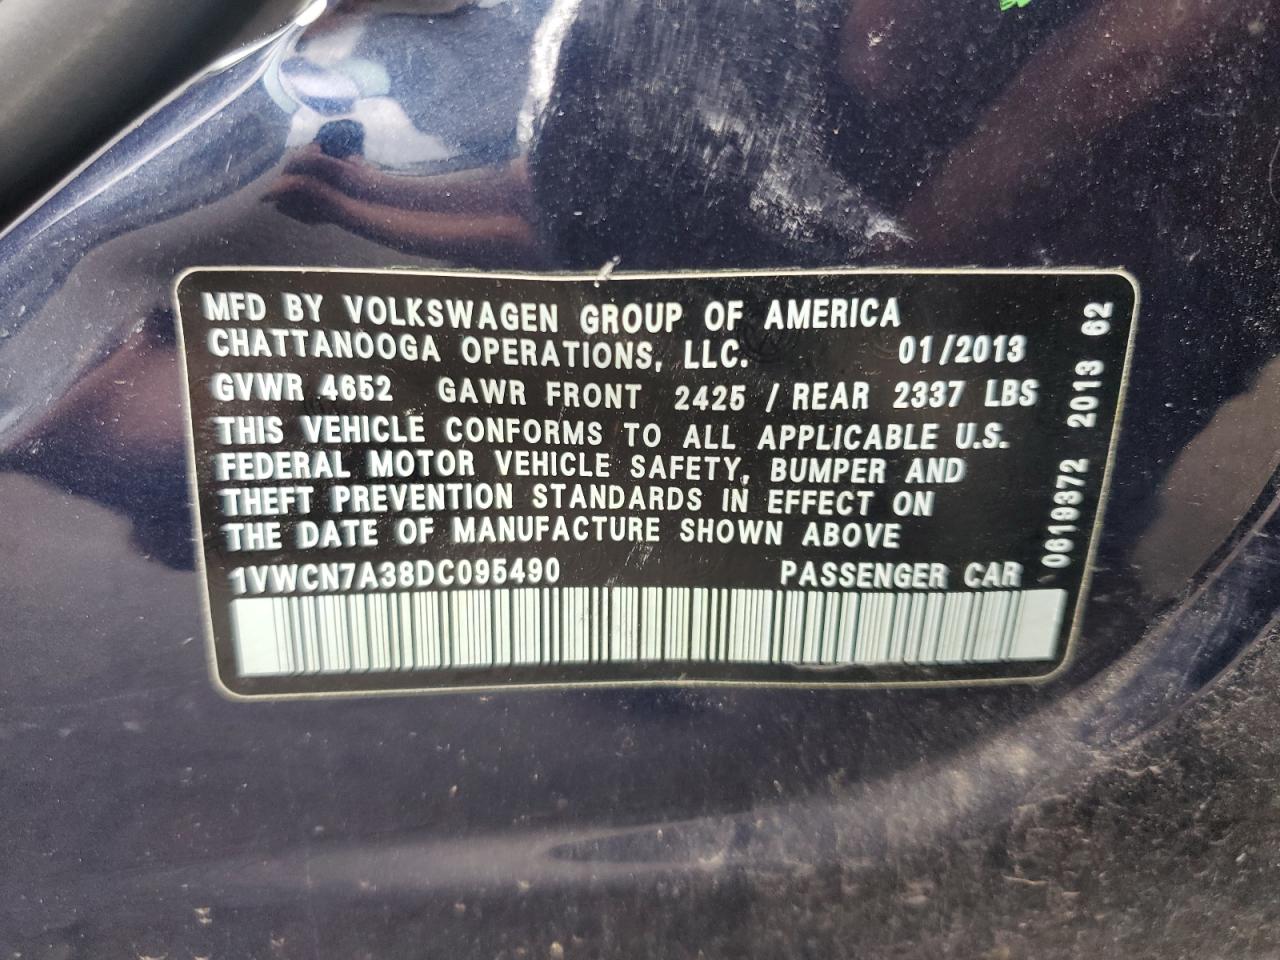 MFD BY VOLKSWAGEN GROUP OF AMERICA
CHATTANOOGA OPERATIONS, LLC. 01/2013
GVWR 4652 GAWR FRONT 2425 / REAR 2337 LBS
THIS VEHICLE CONFORMS TO ALL APPLICABLE U.S.
FEDERAL MOTOR VEHICLE SAFETY, BUMPER AND
THEFT PREVENTION STANDARDS IN EFFECT ON
THE DATE OF MANUFACTURE SHOWN ABOVE
1VWCN7A38DC095490 PASSENGER CAR
0619372 2013 62